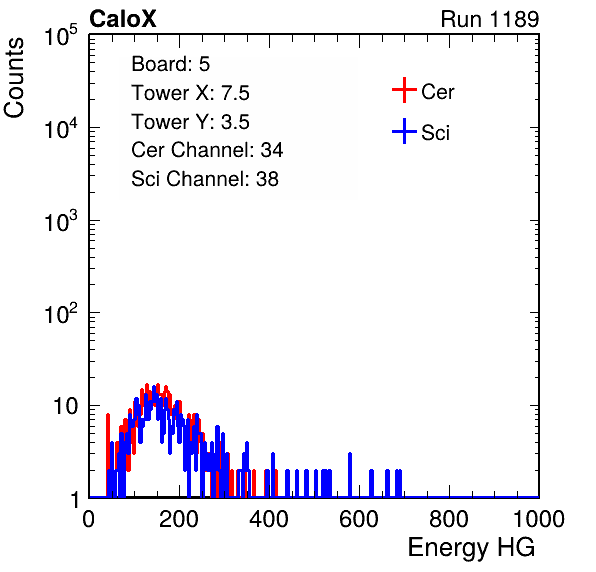 CaloX Run 1189
Counts
Board: 5
Tower X: 7.5
Tower Y: 3.5
Cer Channel: 34
Sci Channel: 38
Cer
Sci
10^5
10^4
10^3
10^2
10
1
0 200 400 600 800 1000
Energy HG